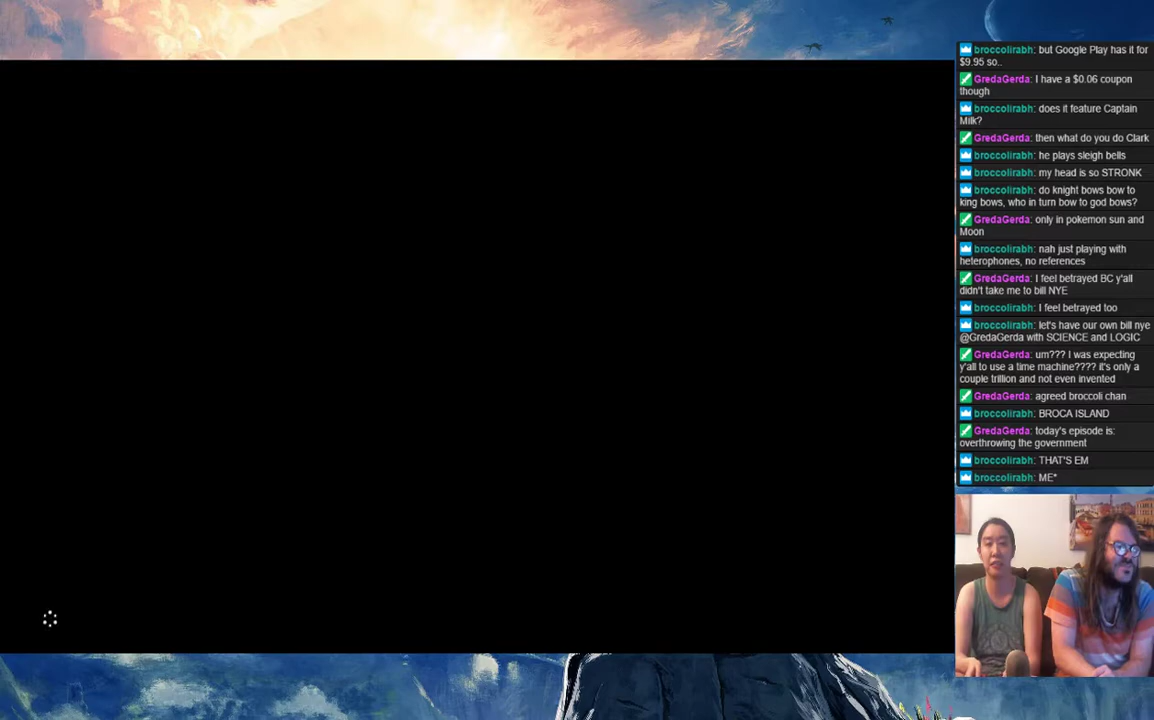 broccolirabh: but Google Play has it for
$9.95 so..
GredaGerda: I have a $0.06 coupon
though
broccolirabh: does it feature Captain
Milk?
GredaGerda: then what do you do Clark
broccolirabh: he plays sleigh bells
broccolirabh: my head is so STRONK
broccolirabh: do knight bows bow to
king bows, who in turn bow to god bows?
GredaGerda: only in pokemon sun and
Moon
broccolirabh: nah just playing with
heterophones, no references
GredaGerda: I feel betrayed BC y'all
didn't take me to bill NYE
broccolirabh: I feel betrayed too
broccolirabh: let's have our own bill nye
@GredaGerda with SCIENCE and LOGIC
GredaGerda: um??? I was expecting
y'all to use a time machine???? it's only a
couple trillion and not even invented
GredaGerda: agreed broccoli chan
broccolirabh: BROCA ISLAND
GredaGerda: today's episode is:
overthrowing the government
broccolirabh: THAT'S EM
broccolirabh: ME*